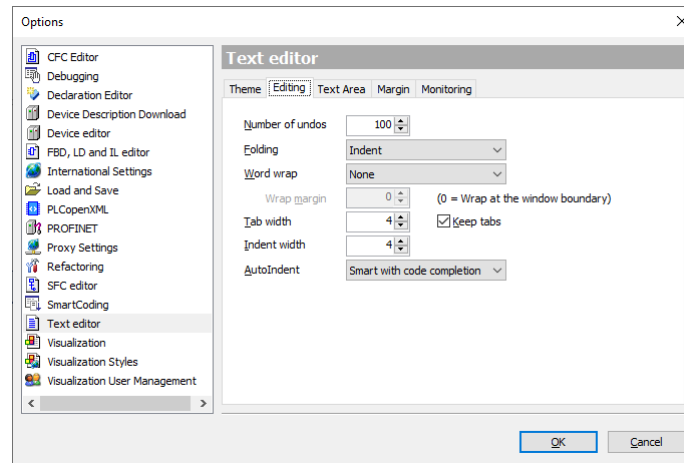 Options
CFC Editor
Debugging
Declaration Editor
Device Description Download
Device editor
FBD, LD and IL editor
International Settings
Load and Save
PLCopenXML
PROFINET
Proxy Settings
Refactoring
SFC editor
SmartCoding
Text editor
Visualization
Visualization Styles
Visualization User Management
Text editor
Theme Editing Text Area Margin Monitoring
Number of undos 100
Folding Indent
Word wrap None
Wrap margin 0 (0 = Wrap at the window boundary)
Tab width 4 Keep tabs
Indent width 4
AutoIndent Smart with code completion
OK Cancel